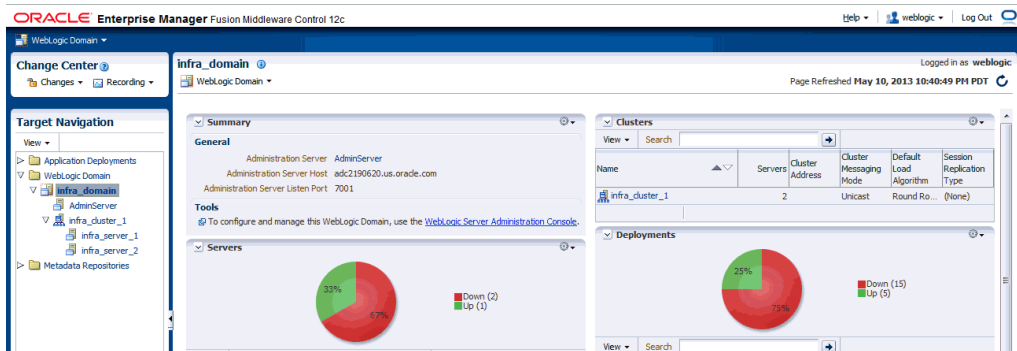 ORACLE Enterprise Manager Fusion Middleware Control 12c
Help weblogic Log Out
WebLogic Domain
Change Center
Changes Recording
infra_domain
Logged in as weblogic
WebLogic Domain
Page Refreshed May 10, 2013 10:40:49 PM PDT
Target Navigation
View
Application Deployments
WebLogic Domain
infra_domain
AdminServer
infra_cluster_1
infra_server_1
infra_server_2
Metadata Repositories
Summary
General
Administration Server AdminServer
Administration Server Host adc2190620.us.oracle.com
Administration Server Listen Port 7001
Tools
To configure and manage this WebLogic Domain, use the WebLogic Server Administration Console.
Servers
33%
67%
Down (2)
Up (1)
Clusters
View Search
Name Servers Cluster Address Cluster Messaging Mode Default Load Algorithm Session Replication Type
infra_cluster_1 2 Unicast Round Ro... (None)
Deployments
25%
75%
Down (15)
Up (5)
View Search